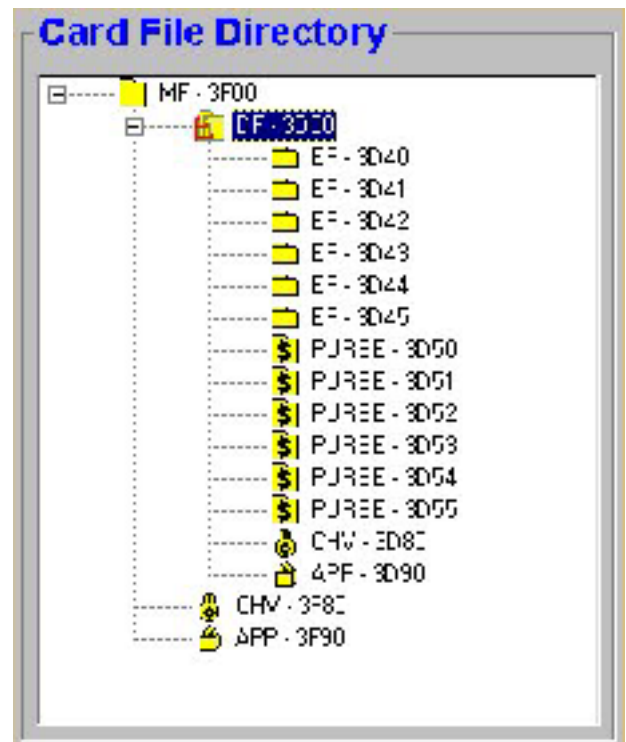 Card File Directory
MF - 3F00
DF -
EF - 3D40
EF - 3D41
EF - 3D42
EF - 3D43
EF - 3D44
EF - 3D45
PURSE - 3D50
PURSE - 3D51
PURSE - 3D52
PURSE - 3D53
PURSE - 3D54
PURSE - 3D55
CHV - 3D80
APP - 3D90
CHV - 3F80
APP - 3F90